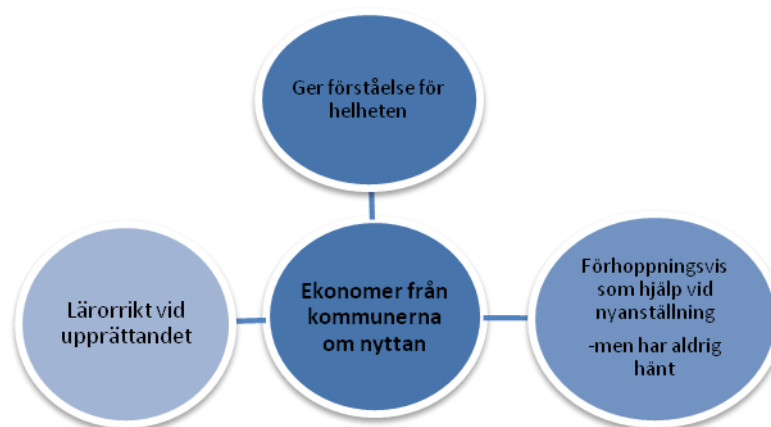 Ger förståelse för
helheten
Lärorrikt vid
upprättandet
Ekonomer från
kommunerna
om nyttan
Förhoppningsvis
som hjälp vid
nyanställning
-men har aldrig
hänt